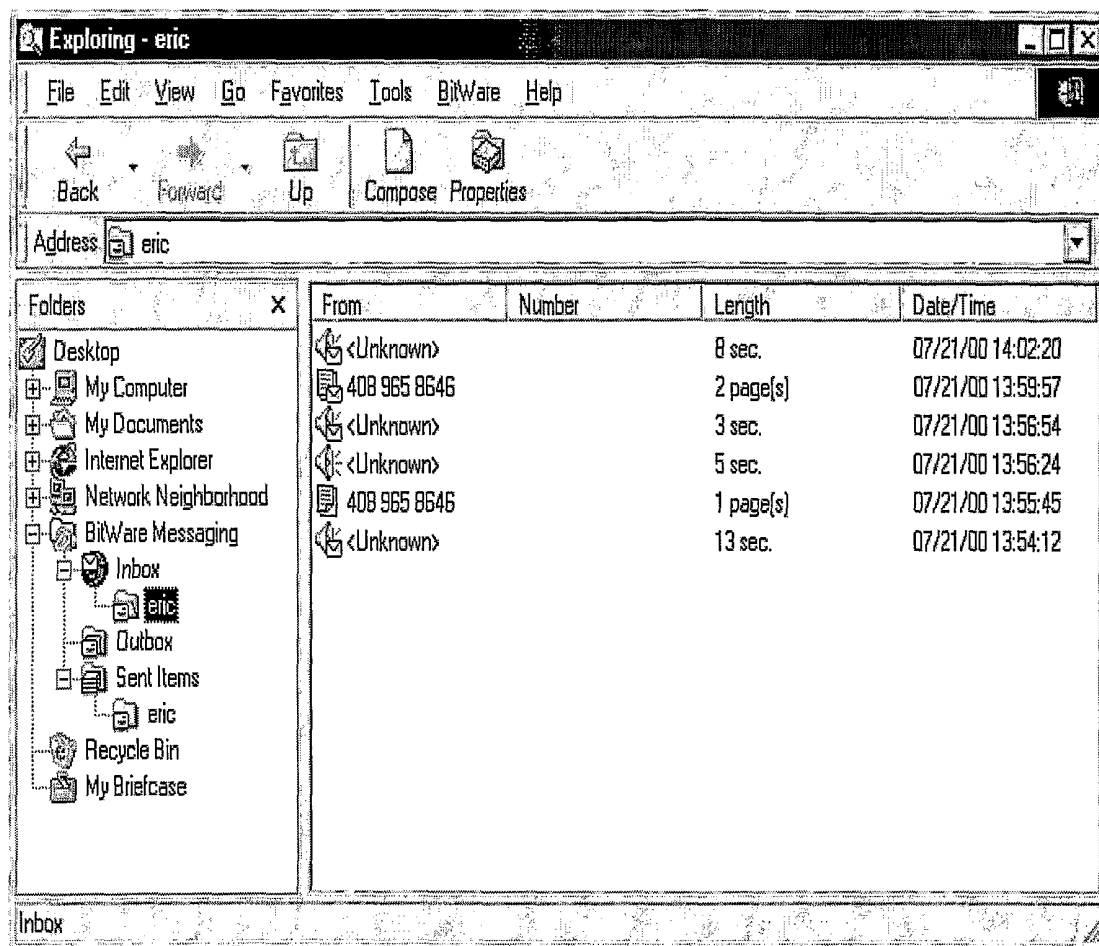 Exploring - eric
File Edit View Go Favorites Tools BitWare Help
Back Forward Up Compose Properties
Address eric
Folders X From Number Length Date/Time
Desktop
My Computer
My Documents
Internet Explorer
Network Neighborhood
BitWare Messaging
Inbox
eric
Outbox
Sent Items
eric
Recycle Bin
My Briefcase
<Unknown> 8 sec. 07/21/00 14:02:20
408 965 8646 2 page(s) 07/21/00 13:59:57
<Unknown> 3 sec. 07/21/00 13:56:54
<Unknown> 5 sec. 07/21/00 13:56:24
408 965 8646 1 page(s) 07/21/00 13:55:45
<Unknown> 13 sec. 07/21/00 13:54:12
Inbox